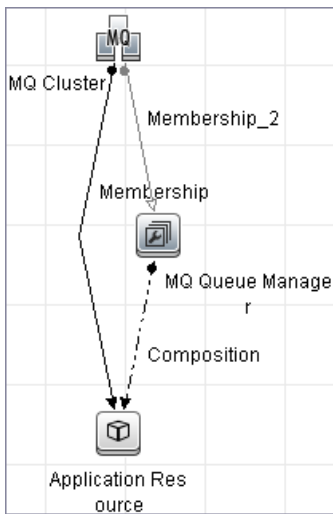 MQ
MQ Cluster
Membership_2
Membership
MQ Queue Manage
r
Composition
Application Res
ource